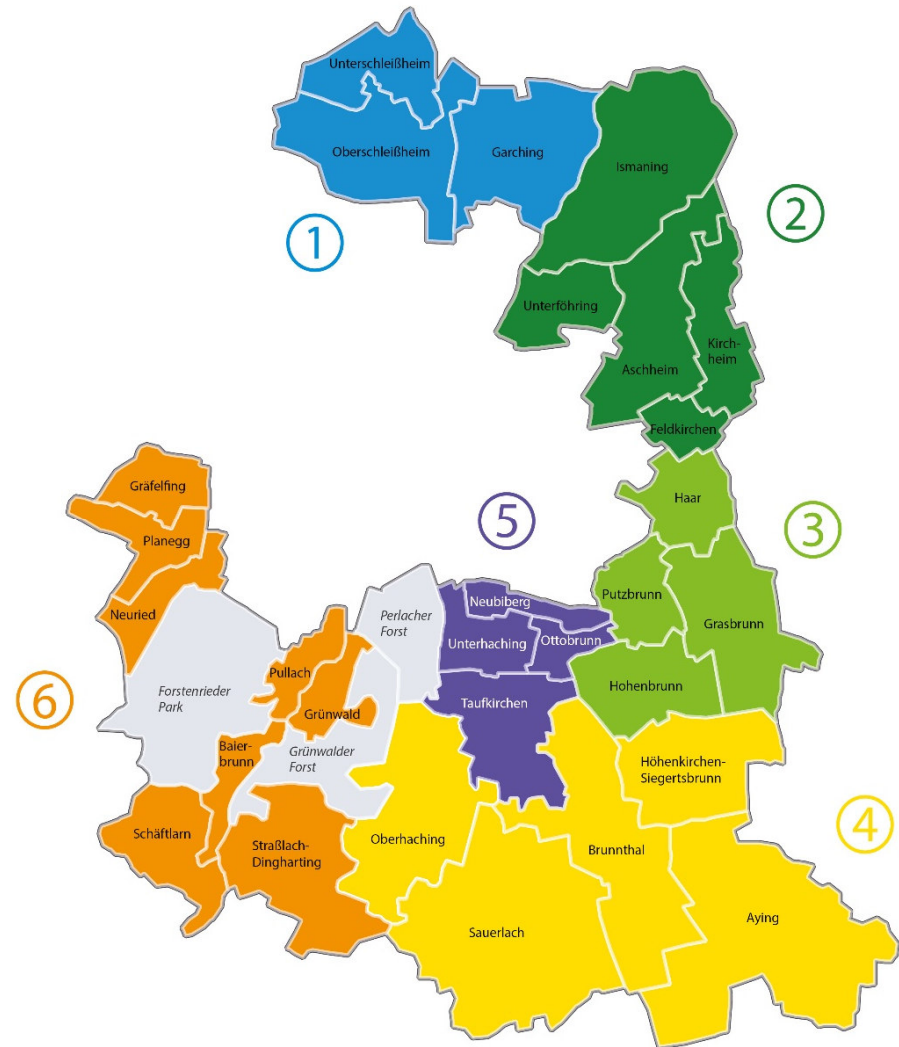 Unterschleißheim
Oberschleißheim
Garching
Ismaning
1
2
Unterföhring
Kirch-
heim
Aschheim
Feldkirchen
Gräfelfing
Haar
5
3
Planegg
Neubiberg
Putzbrunn
Neuried
Perlacher
Forst
Unterhaching
Ottobrunn
Grasbrunn
Pullach
Hohenbrunn
6
Forstenrieder
Park
Taufkirchen
Grünwald
Baier-
brunn
Grünwalder
Forst
Höhenkirchen-
Siegertsbrunn
Schäftlarn
Straßlach-
Dingharting
Oberhaching
Brunnthal
4
Sauerlach
Aying